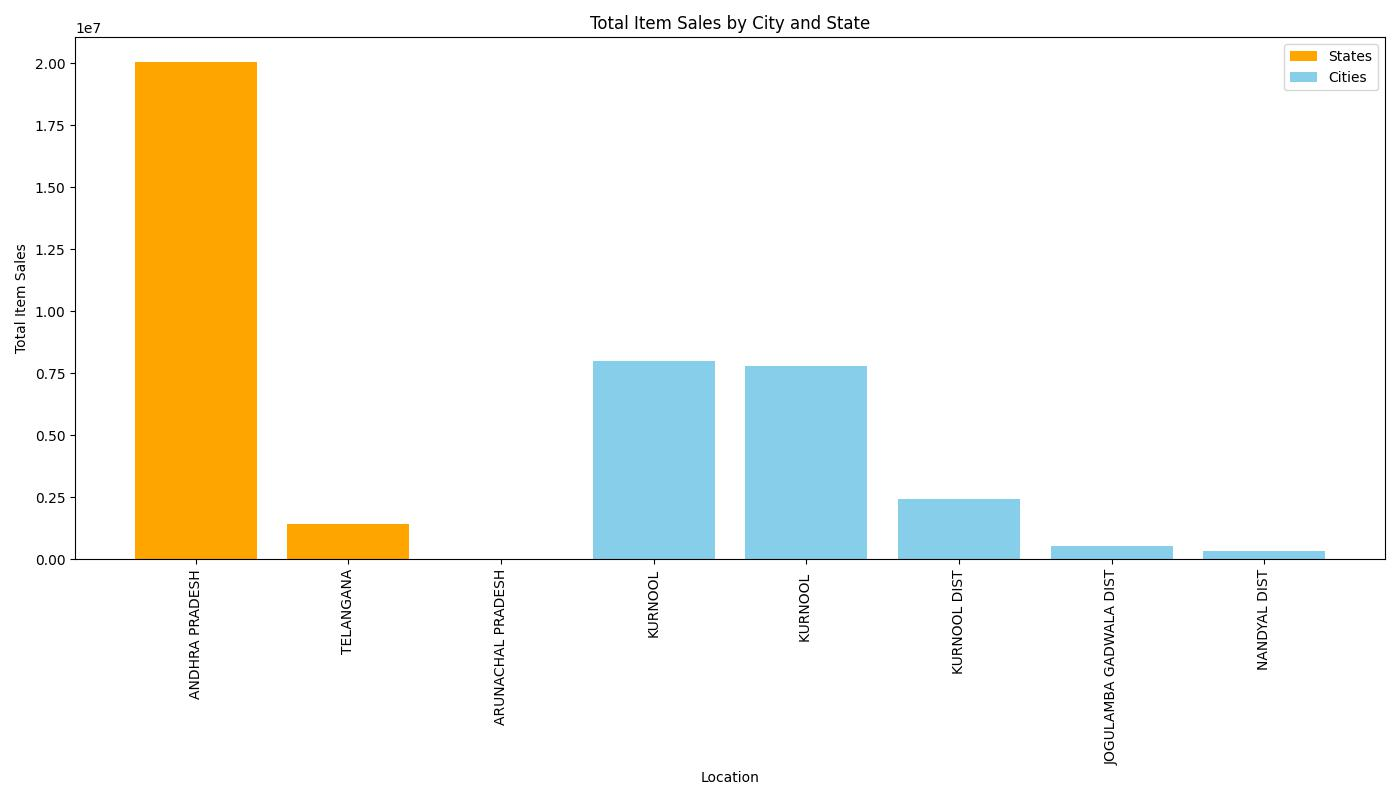 Total Item Sales by City and State
1e7
2.00
1.75
1.50
1.25
1.00
0.75
0.50
0.25
0.00
Total Item Sales
States
Cities
ANDHRA PRADESH
TELANGANA
ARUNACHAL PRADESH
KURNOOL
KURNOOL
KURNOOL DIST
JOGULAMBA GADWALA DIST
NANDYAL DIST
Location